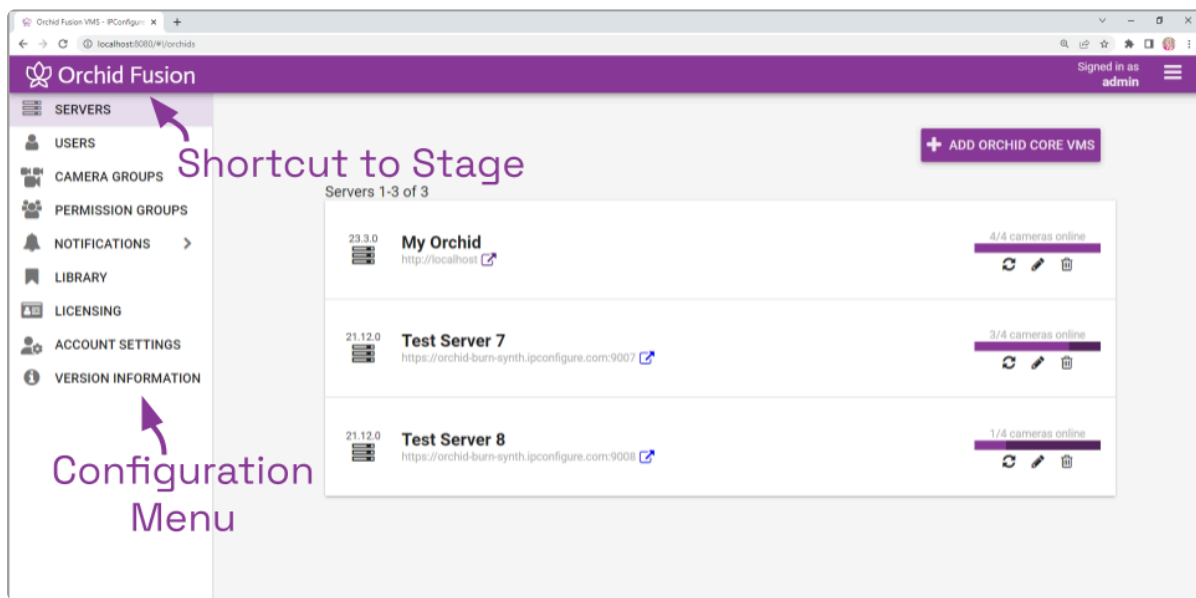 Orchid Fusion VMS - IPConfigure
localhost:8080/#!/orchids
Orchid Fusion
Signed in as
admin
SERVERS
USERS
CAMERA GROUPS
PERMISSION GROUPS
NOTIFICATIONS
LIBRARY
LICENSING
ACCOUNT SETTINGS
VERSION INFORMATION
Shortcut to Stage
Configuration
Menu
ADD ORCHID CORE VMS
Servers 1-3 of 3
23.3.0
My Orchid
http://localhost
4/4 cameras online
21.12.0
Test Server 7
https://orchid-burn-synth.ipconfigure.com:9007
3/4 cameras online
21.12.0
Test Server 8
https://orchid-burn-synth.ipconfigure.com:9008
1/4 cameras online